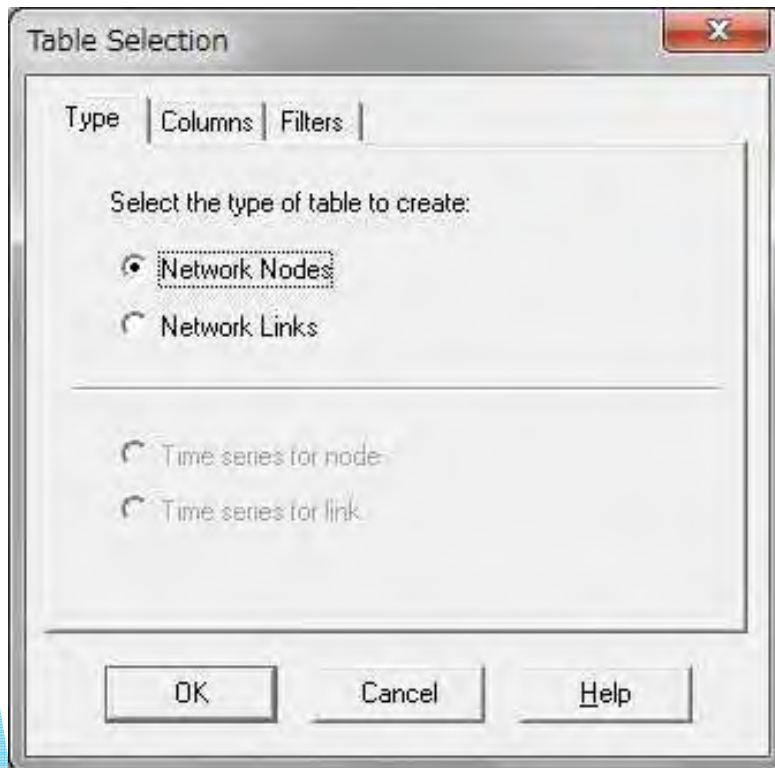 Table Selection
Type Columns Filters
Select the type of table to create:
Network Nodes
Network Links
Time series for node
Time series for link
OK Cancel Help